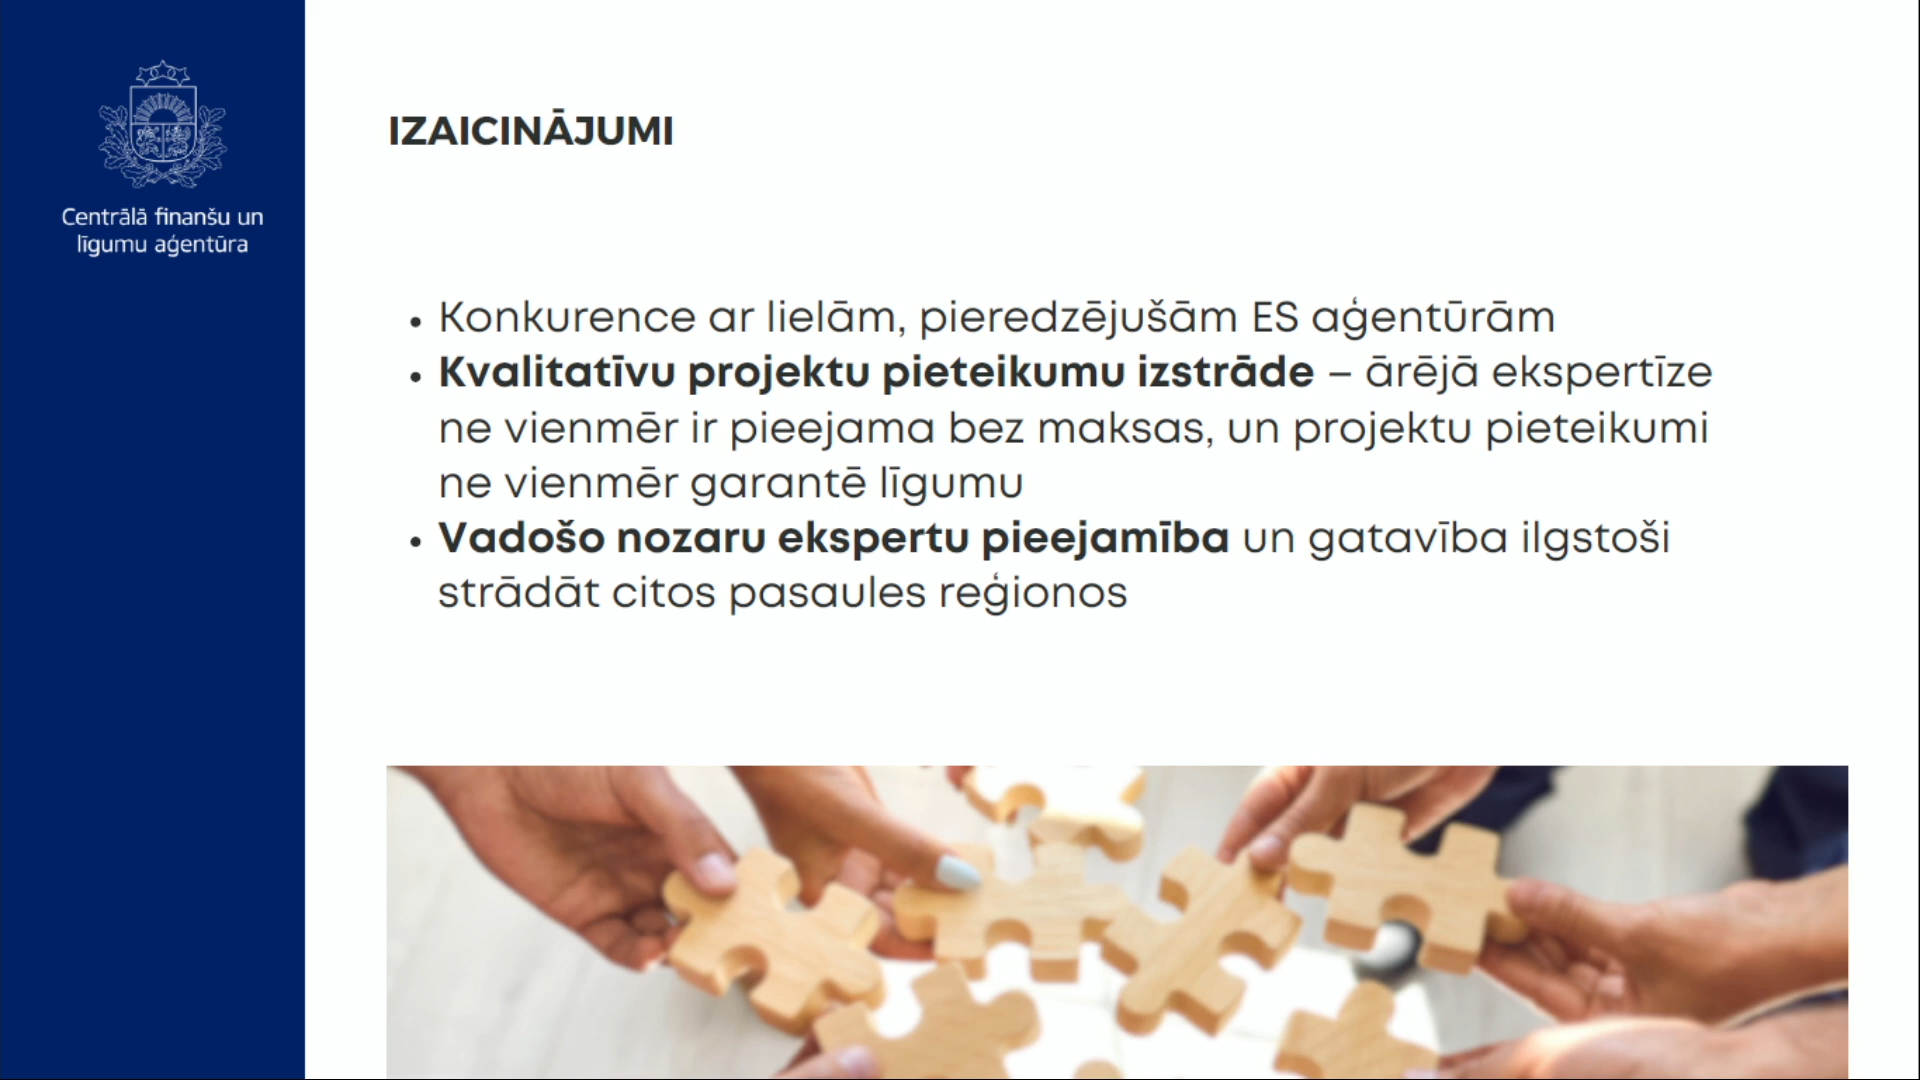 Centrālā finanšu un
līgumu aģentūra
IZAICINĀJUMI
• Konkurence ar lielām, pieredzējušām ES aģentūrām
• Kvalitatīvu projektu pieteikumu izstrāde – ārējā ekspertīze
ne vienmēr ir pieejama bez maksas, un projektu pieteikumi
ne vienmēr garantē līgumu
• Vadošo nozaru ekspertu pieejamība un gatavība ilgstoši
strādāt citos pasaules reģionos